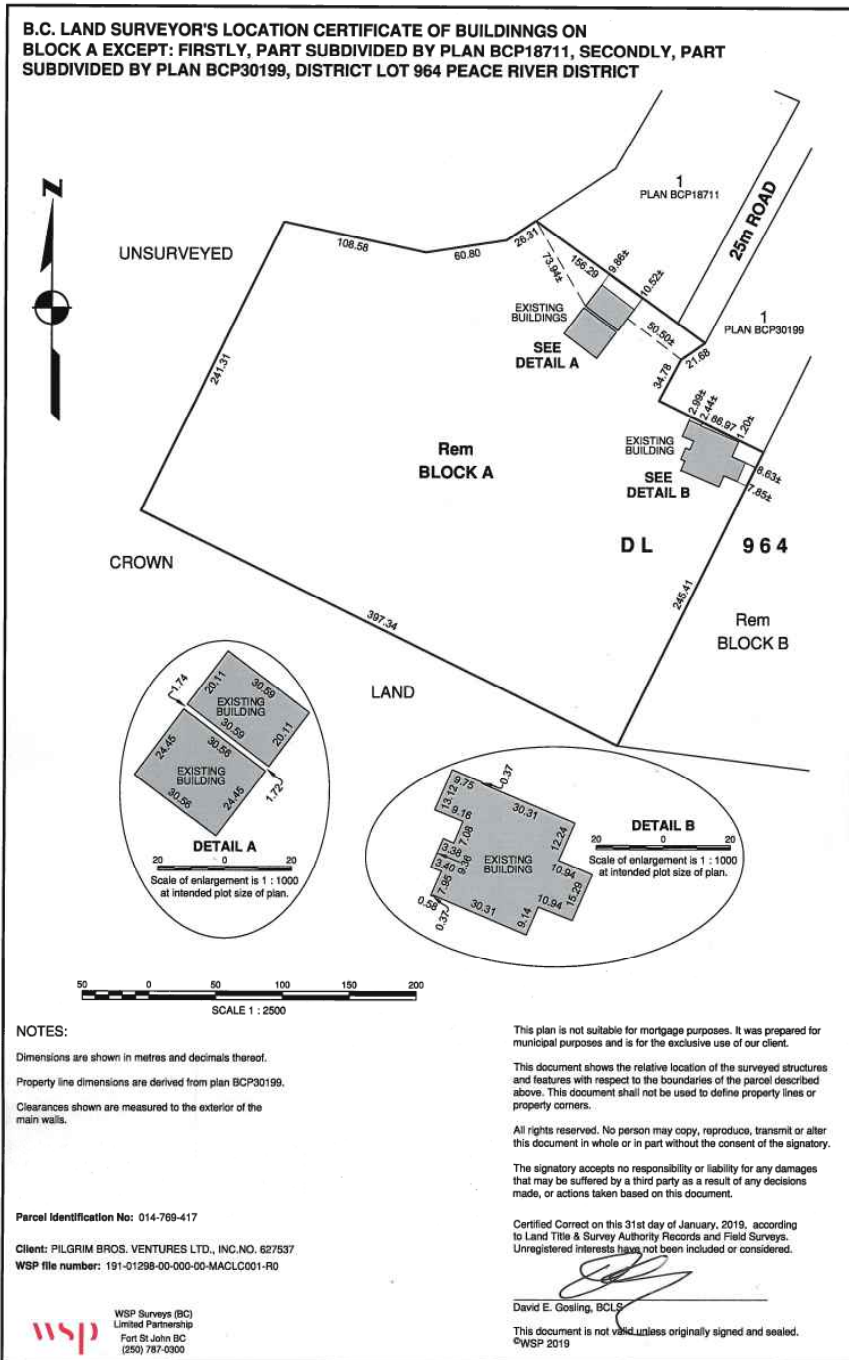 B.C. LAND SURVEYOR'S LOCATION CERTIFICATE OF BUILDINNGS ON
BLOCK A EXCEPT: FIRSTLY, PART SUBDIVIDED BY PLAN BCP18711, SECONDLY, PART
SUBDIVIDED BY PLAN BCP30199, DISTRICT LOT 964 PEACE RIVER DISTRICT
N
1
PLAN BCP18711
25m ROAD
UNSURVEYED
108.58
60.80
26.31
73.94±
156.29
9.86±
10.52±
EXISTING
BUILDINGS
SEE
DETAIL A
50.50±
1
PLAN BCP30199
21.68
34.78
241.31
2.99±
2.44±
86.97
1.20±
EXISTING
BUILDING
SEE
DETAIL B
8.63±
7.85±
Rem
BLOCK A
DL 964
CROWN
245.41
Rem
BLOCK B
397.34
LAND
1.74
20.11
30.59
EXISTING
BUILDING
30.59
20.11
24.45
30.56
EXISTING
BUILDING
30.56
24.45
1.72
DETAIL A
20 0 20
Scale of enlargement is 1 : 1000
at intended plot size of plan.
9.75
0.37
13.12
30.31
9.16
7.08
12.24
3.38
3.40
9.36
EXISTING
BUILDING
10.94
7.95
15.29
0.58
0.37
30.31
9.14
10.94
DETAIL B
20 0 20
Scale of enlargement is 1 : 1000
at intended plot size of plan.
50 0 50 100 150 200
SCALE 1 : 2500
NOTES:
Dimensions are shown in metres and decimals thereof.
Property line dimensions are derived from plan BCP30199.
Clearances shown are measured to the exterior of the
main walls.
Parcel Identification No: 014-769-417
Client: PILGRIM BROS. VENTURES LTD., INC.NO. 627537
WSP file number: 191-01298-00-000-00-MACLC001-R0
wsp
WSP Surveys (BC)
Limited Partnership
Fort St John BC
(250) 787-0300
This plan is not suitable for mortgage purposes. It was prepared for
municipal purposes and is for the exclusive use of our client.
This document shows the relative location of the surveyed structures
and features with respect to the boundaries of the parcel described
above. This document shall not be used to define property lines or
property corners.
All rights reserved. No person may copy, reproduce, transmit or alter
this document in whole or in part without the consent of the signatory.
The signatory accepts no responsibility or liability for any damages
that may be suffered by a third party as a result of any decisions
made, or actions taken based on this document.
Certified Correct on this 31st day of January, 2019, according
to Land Title & Survey Authority Records and Field Surveys.
Unregistered interests have not been included or considered.
David E. Gosling, BCLS
This document is not valid unless originally signed and sealed.
©WSP 2019